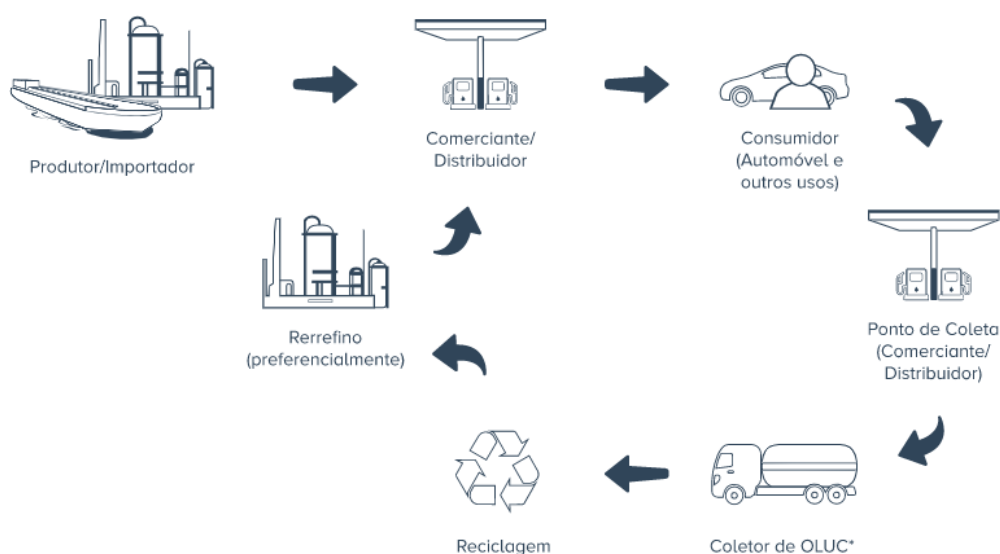 Produtor/Importador
Comerciante/
Distribuidor
Consumidor
(Automóvel e
outros usos)
Ponto de Coleta
(Comerciante/
Distribuidor)
Coletor de OLUC*
Reciclagem
Rerrefino
(preferencialmente)